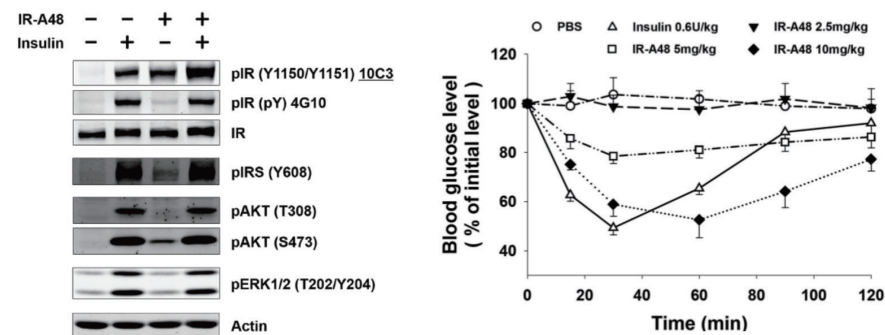 IR-A48 – – + +
Insulin – + – +
pIR (Y1150/Y1151) 10C3
pIR (pY) 4G10
IR
pIRS (Y608)
pAKT (T308)
pAKT (S473)
pERK1/2 (T202/Y204)
Actin
PBS Insulin 0.6U/kg IR-A48 2.5mg/kg
IR-A48 5mg/kg IR-A48 10mg/kg
Blood glucose level
( % of initial level )
120
100
80
60
40
0 20 40 60 80 100 120
Time (min)